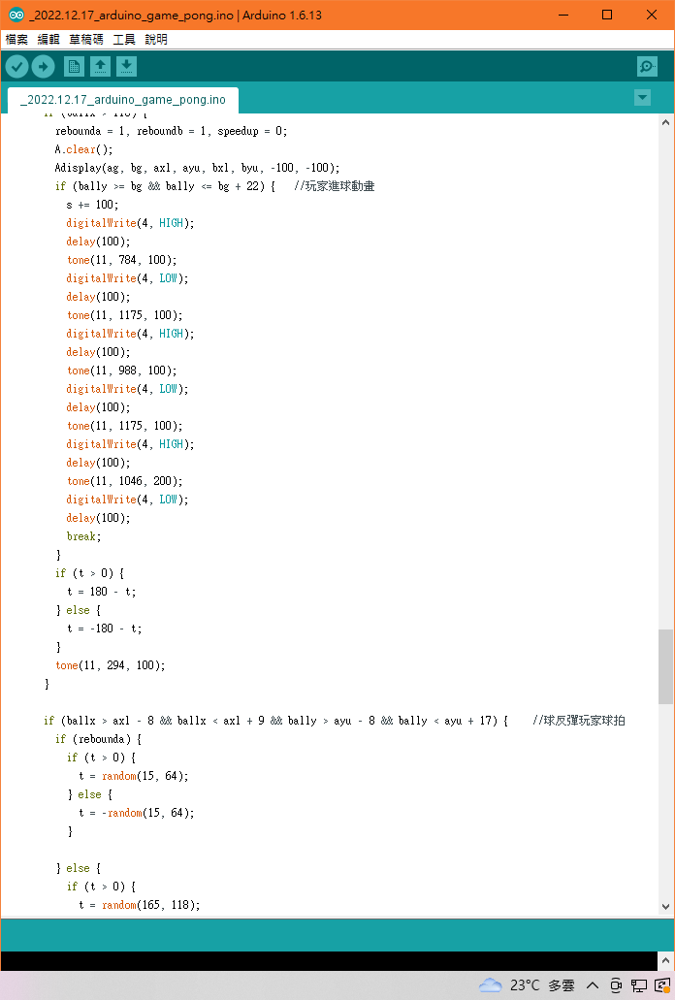 _2022.12.17_arduino_game_pong.ino | Arduino 1.6.13
檔案 編輯 草稿碼 工具 說明
_2022.12.17_arduino_game_pong.ino
if (ballx > 118) {
rebounda = 1, reboundb = 1, speedup = 0;
A.clear();
Adisplay(ag, bg, axl, ayu, bxl, byu, -100, -100);
if (bally >= bg && bally <= bg + 22) { //玩家進球動畫
s += 100;
digitalWrite(4, HIGH);
delay(100);
tone(11, 784, 100);
digitalWrite(4, LOW);
delay(100);
tone(11, 1175, 100);
digitalWrite(4, HIGH);
delay(100);
tone(11, 988, 100);
digitalWrite(4, LOW);
delay(100);
tone(11, 1175, 100);
digitalWrite(4, HIGH);
delay(100);
tone(11, 1046, 200);
digitalWrite(4, LOW);
delay(100);
break;
}
if (t > 0) {
t = 180 - t;
} else {
t = -180 - t;
}
tone(11, 294, 100);
}
if (ballx > axl - 8 && ballx < axl + 9 && bally > ayu - 8 && bally < ayu + 17) { //球反彈玩家球拍
if (rebounda) {
if (t > 0) {
t = random(15, 64);
} else {
t = -random(15, 64);
}
} else {
if (t > 0) {
t = random(165, 118);
23°C 多雲